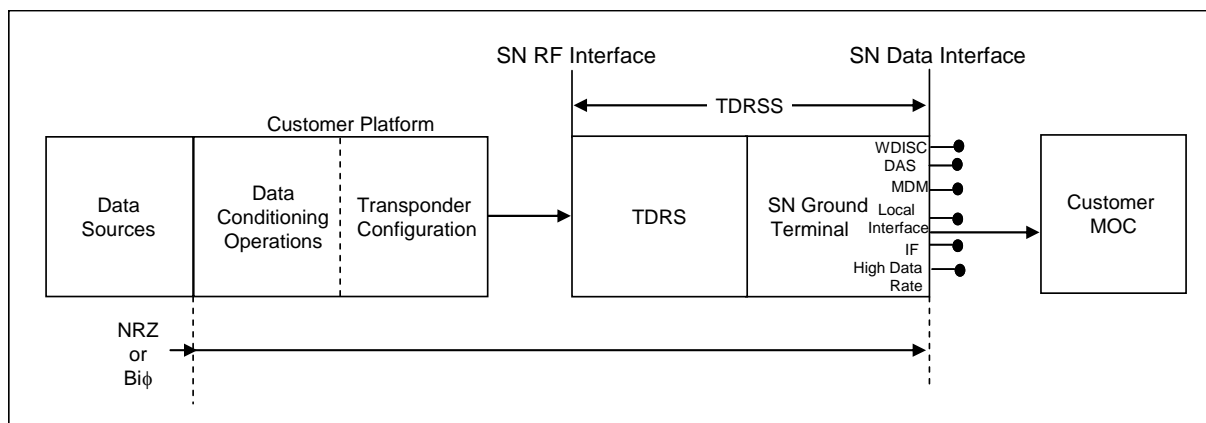 SN RF Interface
SN Data Interface
TDRSS
Customer Platform
Data
Sources
Data
Conditioning
Operations
Transponder
Configuration
TDRS
SN Ground
Terminal
WDISC
DAS
MDM
Local
Interface
IF
High Data
Rate
Customer
MOC
NRZ
or
Biϕ